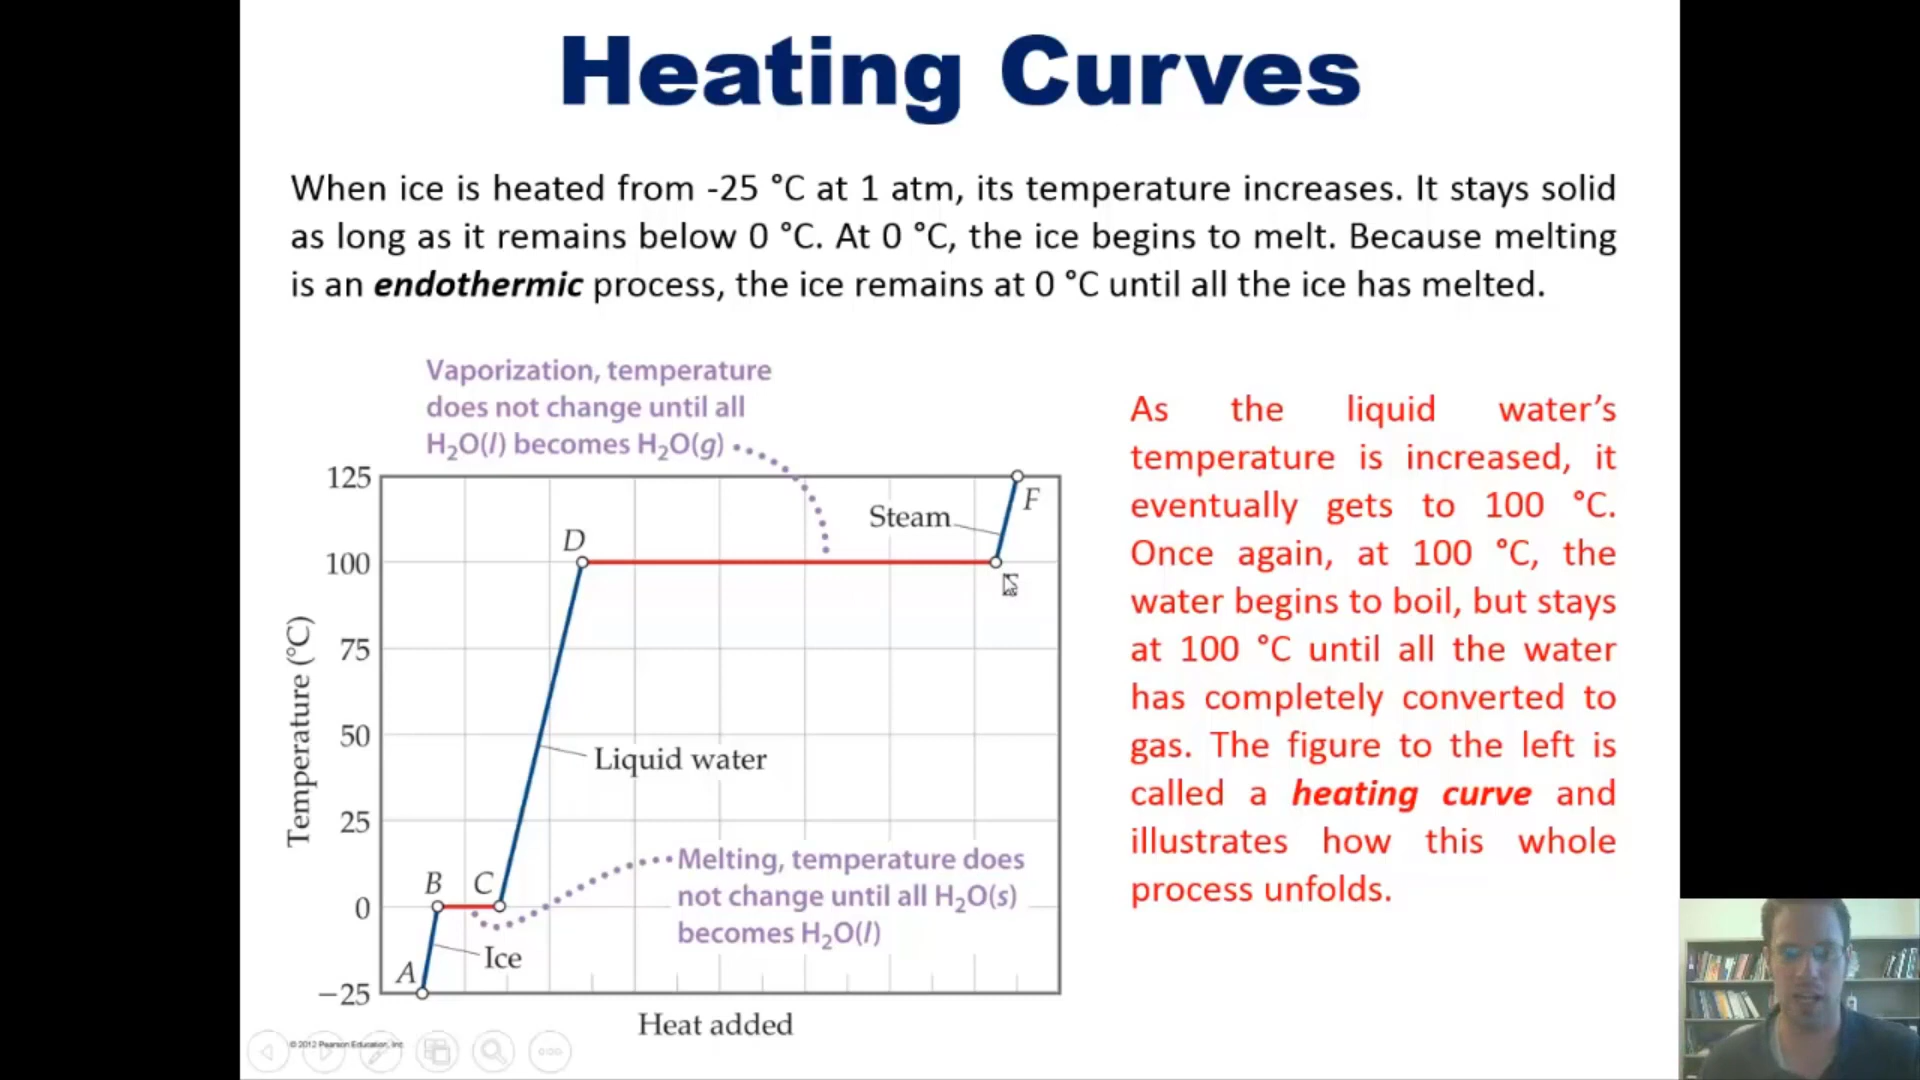 Heating Curves
When ice is heated from -25 °C at 1 atm, its temperature increases. It stays solid
as long as it remains below 0 °C. At 0 °C, the ice begins to melt. Because melting
is an endothermic process, the ice remains at 0 °C until all the ice has melted.
Vaporization, temperature
does not change until all
H₂O(l) becomes H₂O(g)
125
100
75
50
25
0
−25
Temperature (°C)
Heat added
A
B
C
D
F
Steam
Liquid water
Ice
Melting, temperature does
not change until all H₂O(s)
becomes H₂O(l)
© 2012 Pearson Education, Inc.
As the liquid water’s
temperature is increased, it
eventually gets to 100 °C.
Once again, at 100 °C, the
water begins to boil, but stays
at 100 °C until all the water
has completely converted to
gas. The figure to the left is
called a heating curve and
illustrates how this whole
process unfolds.